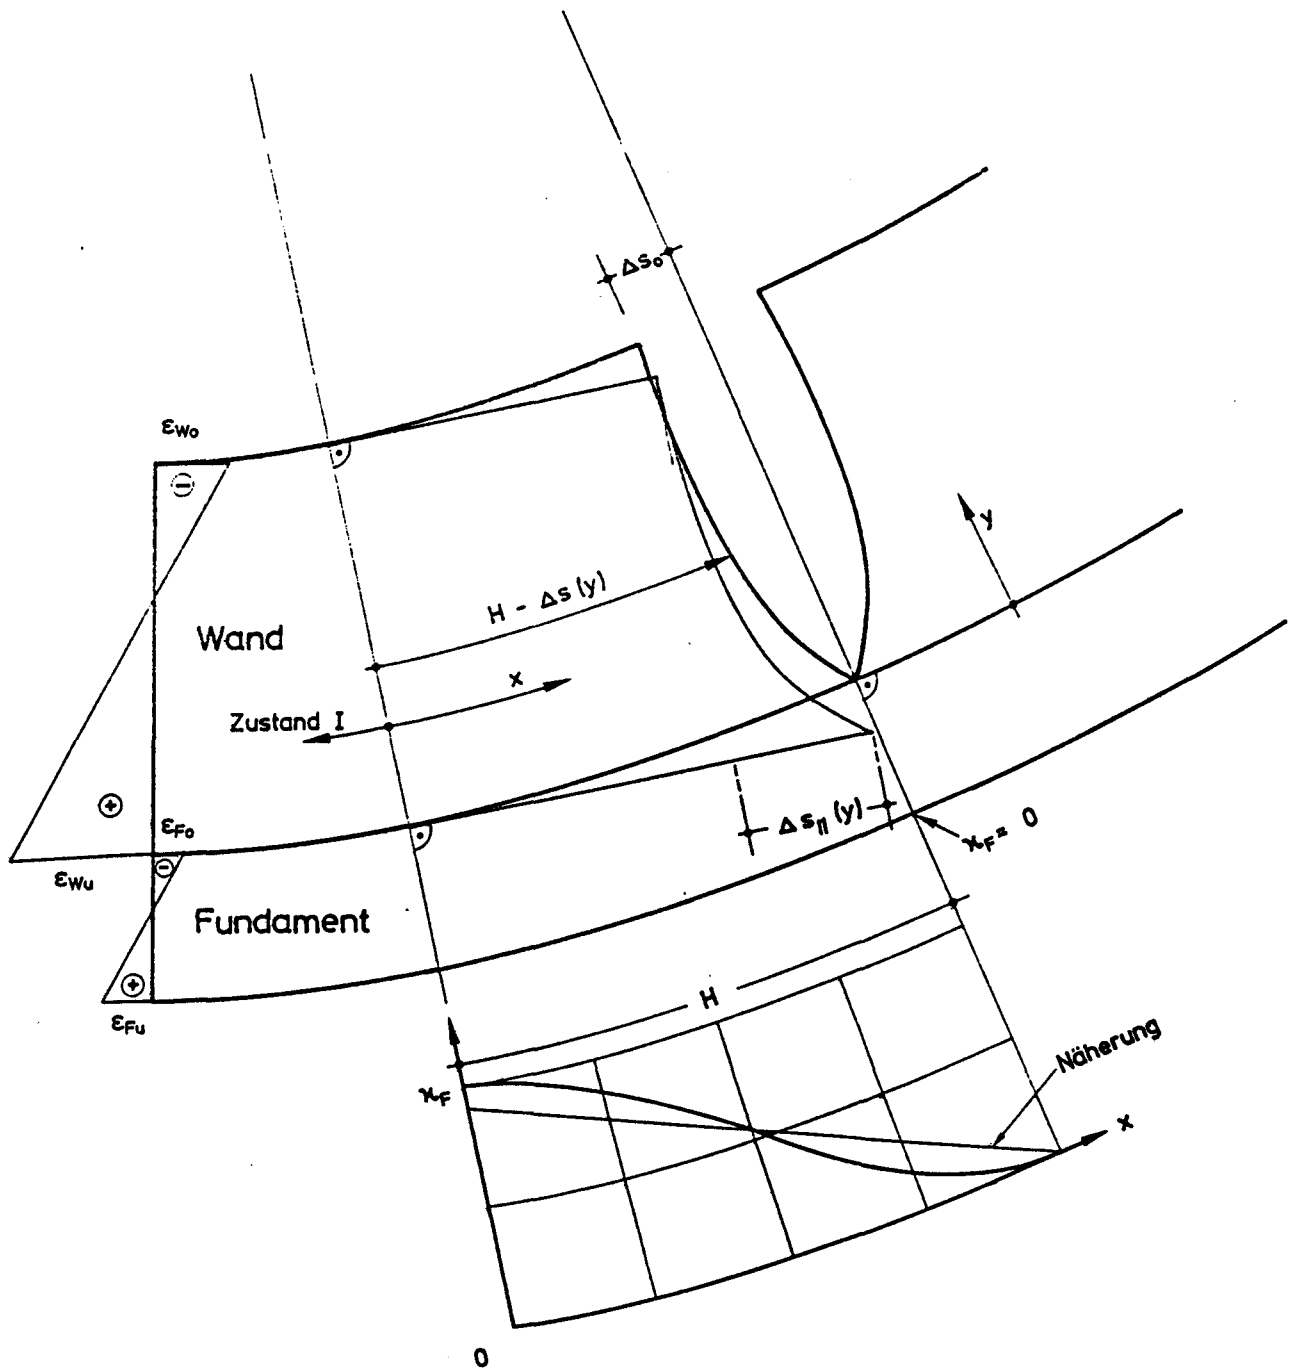 Δs₀
ε_Wo
⊖
y
H - Δs (y)
Wand
x
Zustand I
⊕
ε_Fo
Δs_II (y)
ϰ_F = 0
ε_Wu
⊖
Fundament
⊕
H
ε_Fu
Näherung
ϰ_F
x
0